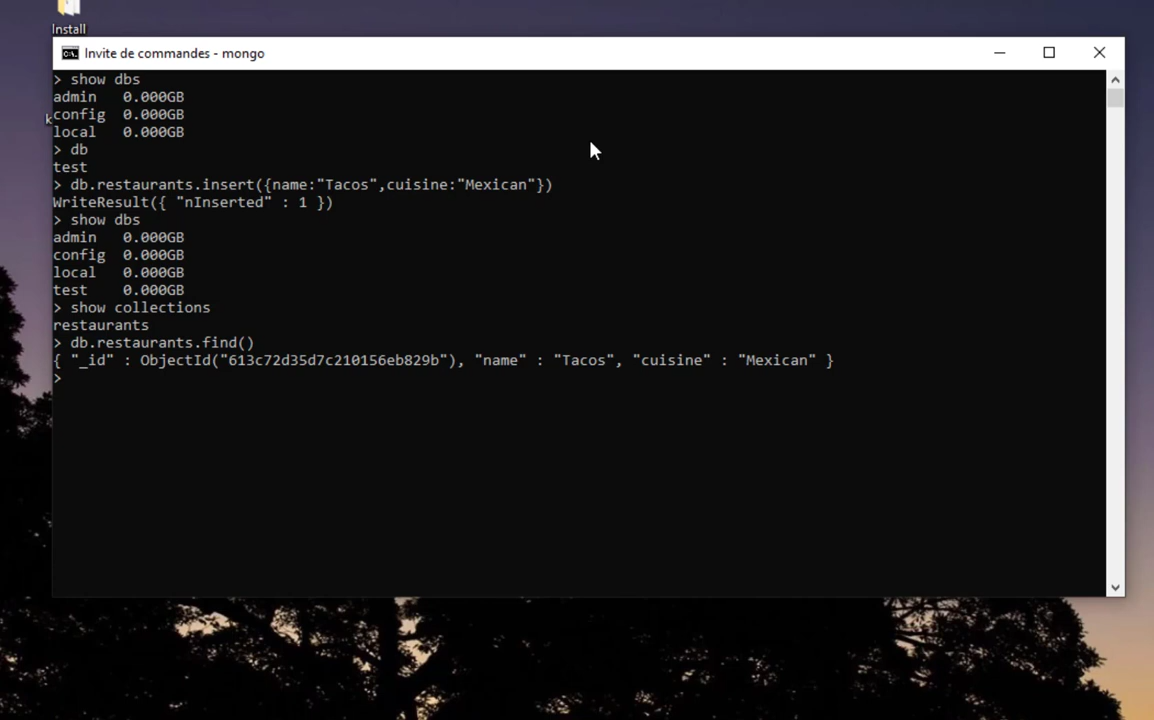 Install
Invite de commandes - mongo
> show dbs
admin   0.000GB
config  0.000GB
local   0.000GB
> db
test
> db.restaurants.insert({name:"Tacos",cuisine:"Mexican"})
WriteResult({ "nInserted" : 1 })
> show dbs
admin   0.000GB
config  0.000GB
local   0.000GB
test    0.000GB
> show collections
restaurants
> db.restaurants.find()
{ "_id" : ObjectId("613c72d35d7c210156eb829b"), "name" : "Tacos", "cuisine" : "Mexican" }
>